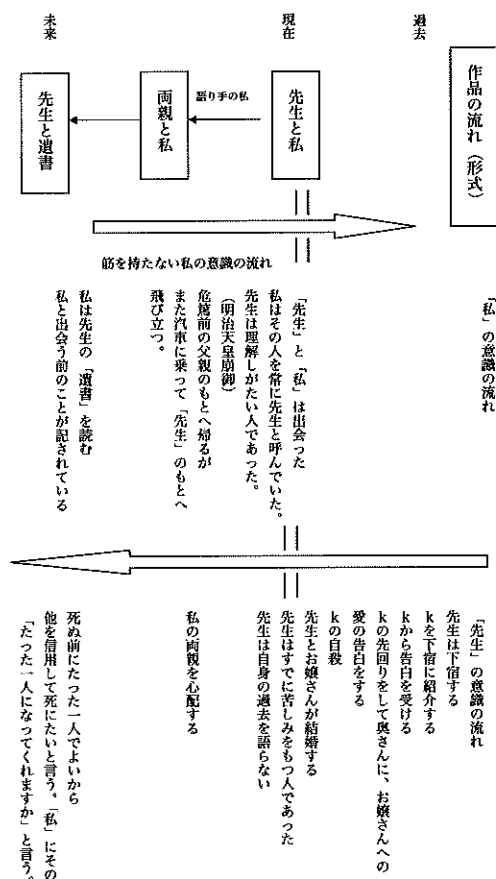 過去
現在
未来
作品の流れ（形式）
先生と私
語り手の私
両親と私
先生と遺書
筋を持たない私の意識の流れ
「私」の意識の流れ
「先生」と「私」は出会った
私はその人を常に先生と呼んでいた。
先生は理解しがたい人であった。
（明治天皇崩御）
危篤前の父親のもとへ帰るが
また汽車に乗って「先生」のもとへ
飛び立つ。
私は先生の「遺書」を読む
私と出会う前のことが記されている
「先生」の意識の流れ
先生は下宿する
kを下宿に紹介する
kから告白を受ける
kの先回りをして奥さんに、お嬢さんへの
愛の告白をする
kの自殺
先生とお嬢さんが結婚する
先生はすでに苦しみをもつ人であった
先生は自身の過去を語らない
私の両親を心配する
死ぬ前にたった一人でよいから
他を信用して死にたいと言う。「私」にその
「たった一人になってくれますか」と言う。